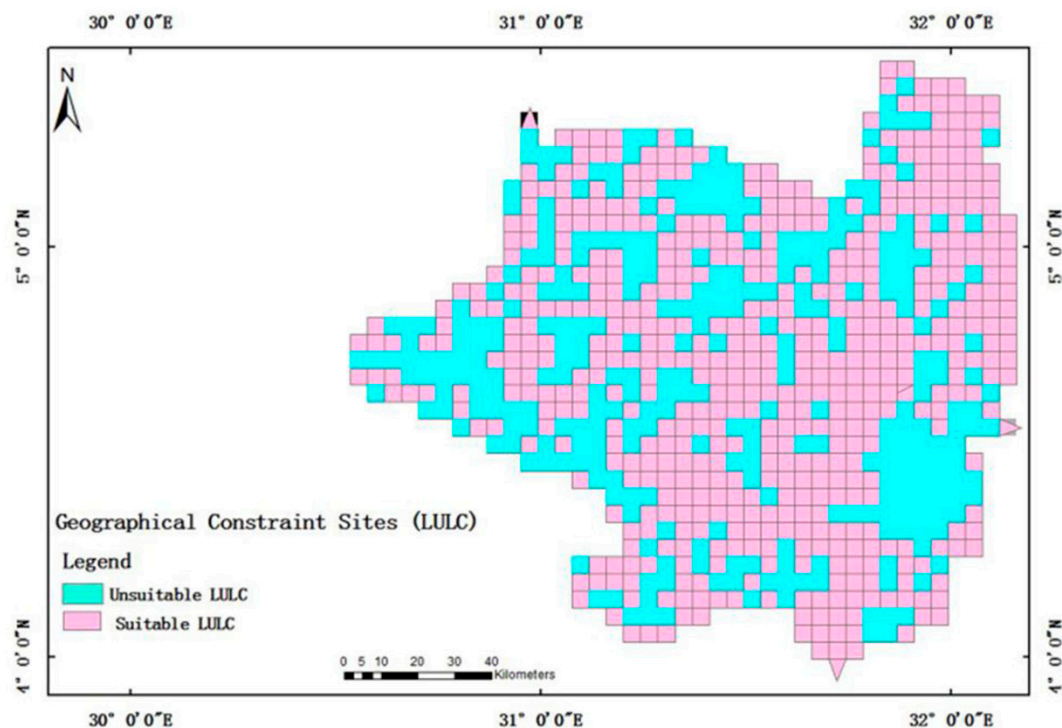 30° 0'0"E 31° 0'0"E 32° 0'0"E
N
5° 0'0"N 5° 0'0"N
Geographical Constraint Sites (LULC)
Legend
Unsuitable LULC
Suitable LULC
4° 0'0"N 4° 0'0"N
0 5 10 20 30 40
Kilometers
30° 0'0"E 31° 0'0"E 32° 0'0"E